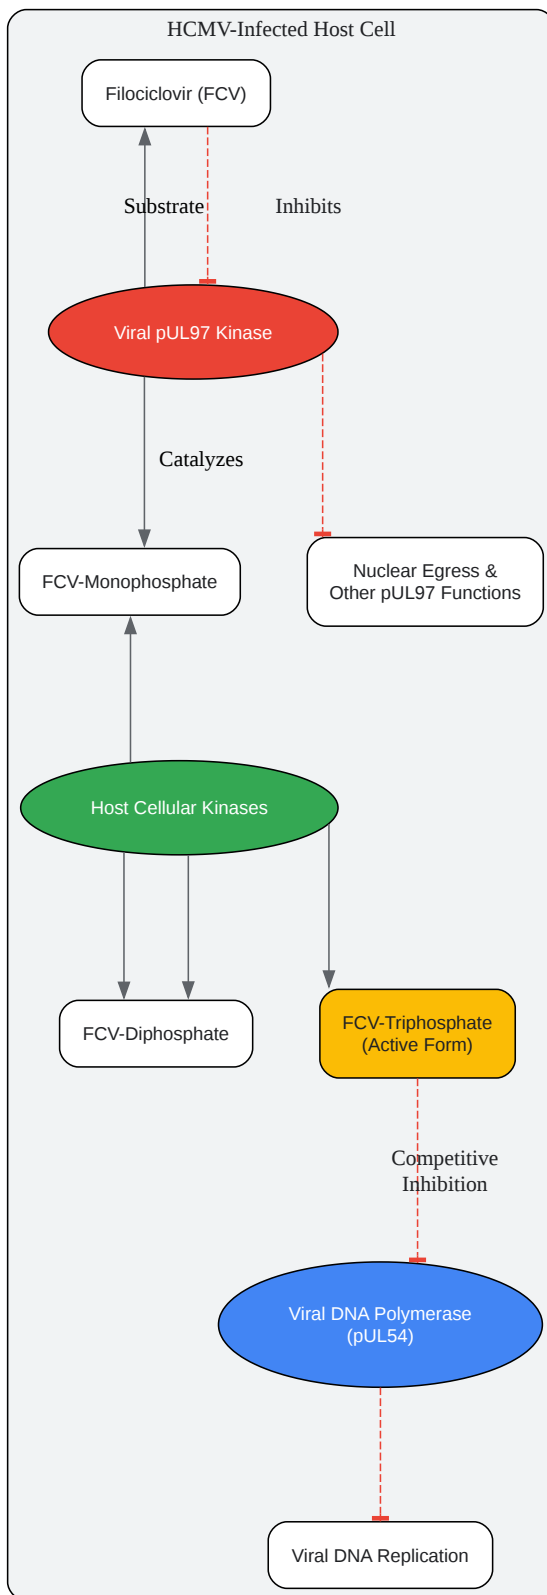 HCMV-Infected Host Cell
Filociclovir (FCV)
Substrate
Inhibits
Viral pUL97 Kinase
Catalyzes
FCV-Monophosphate
Nuclear Egress &
Other pUL97 Functions
Host Cellular Kinases
FCV-Diphosphate
FCV-Triphosphate
(Active Form)
Competitive
Inhibition
Viral DNA Polymerase
(pUL54)
Viral DNA Replication